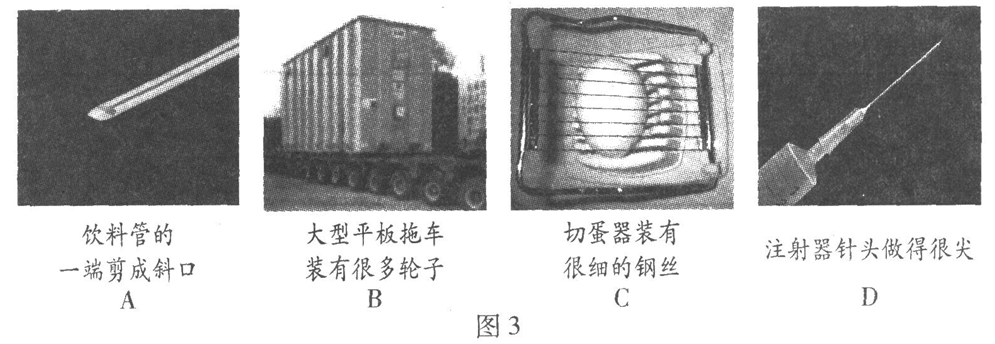 饮料管的
一端剪成斜口
A
大型平板拖车
装有很多轮子
B
切蛋器装有
很细的钢丝
C
注射器针头做得很尖
D
图3